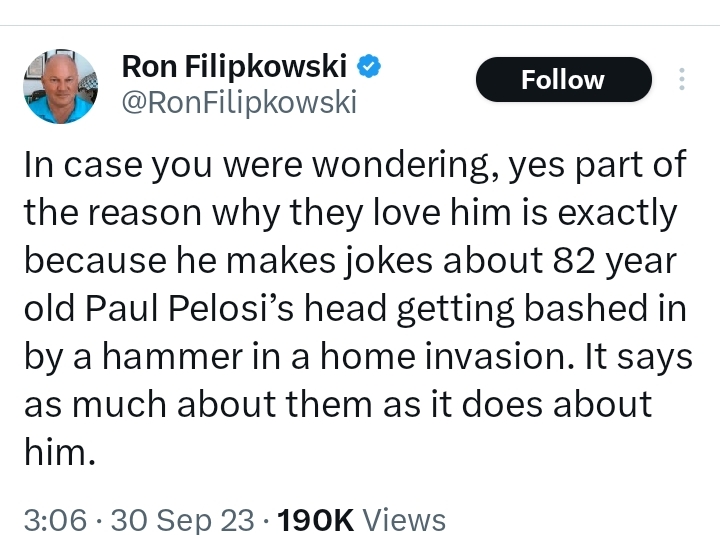 Ron Filipkowski
Follow
@RonFilipkowski
In case you were wondering, yes part of
the reason why they love him is exactly
because he makes jokes about 82 year
old Paul Pelosi’s head getting bashed in
by a hammer in a home invasion. It says
as much about them as it does about
him.
3:06 · 30 Sep 23 · 190K Views